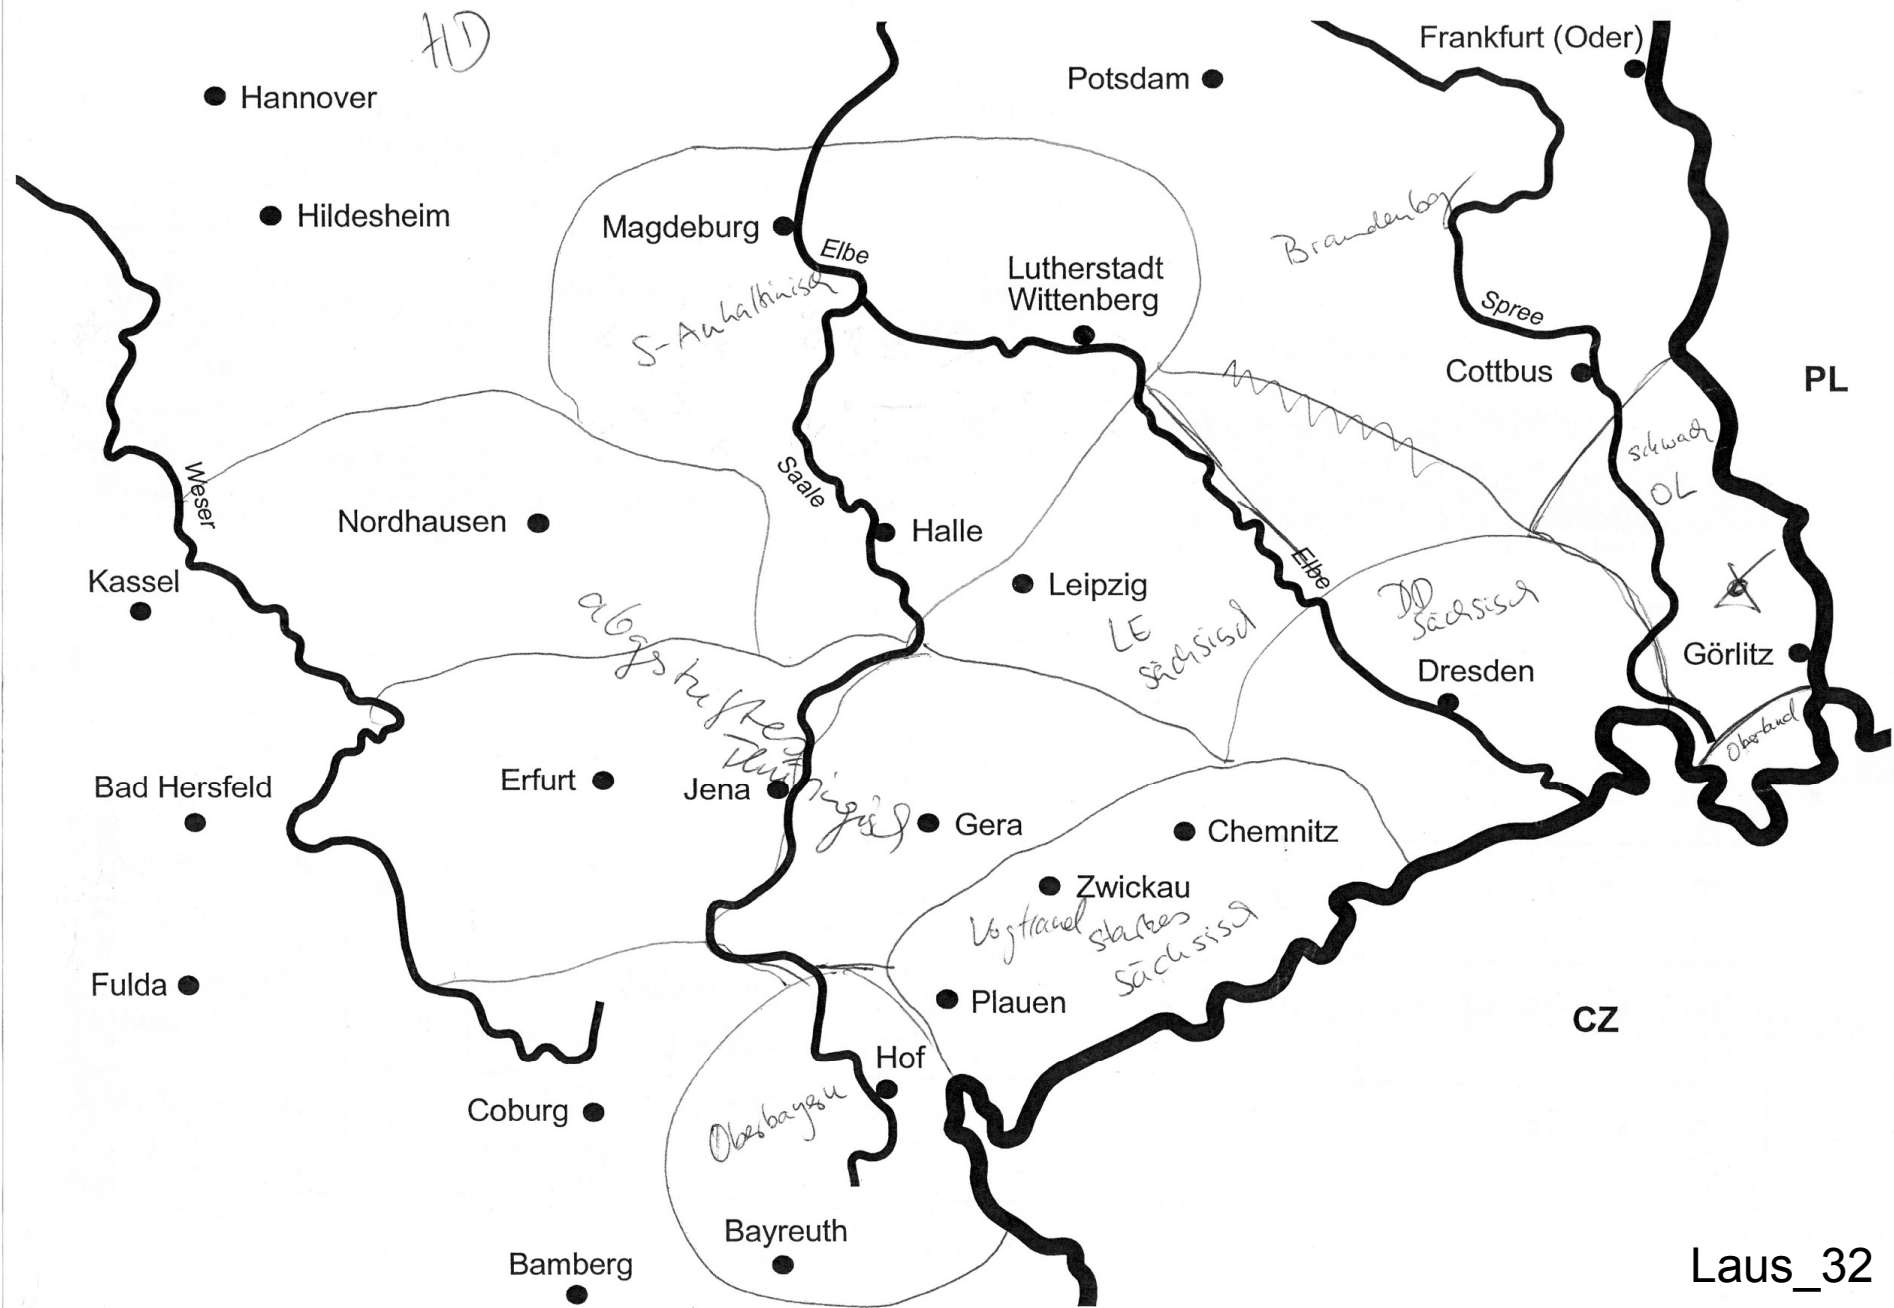 HD
Frankfurt (Oder)
Potsdam
Hannover
Hildesheim
Magdeburg
Elbe
Brandenbg
Lutherstadt
Wittenberg
S-Anhaltinisch
Spree
Cottbus
PL
schwach
OL
Weser
Saale
Nordhausen
Halle
Kassel
Leipzig
Elbe
DD
sächsisch
LE
sächsisch
Görlitz
Dresden
Oberland
abgestuftes
Thüringisch
Erfurt
Jena
Bad Hersfeld
Gera
Chemnitz
Zwickau
Vogtland starkes
sächsisch
Fulda
Plauen
CZ
Hof
Coburg
Oberbayern
Bayreuth
Bamberg
Laus_32